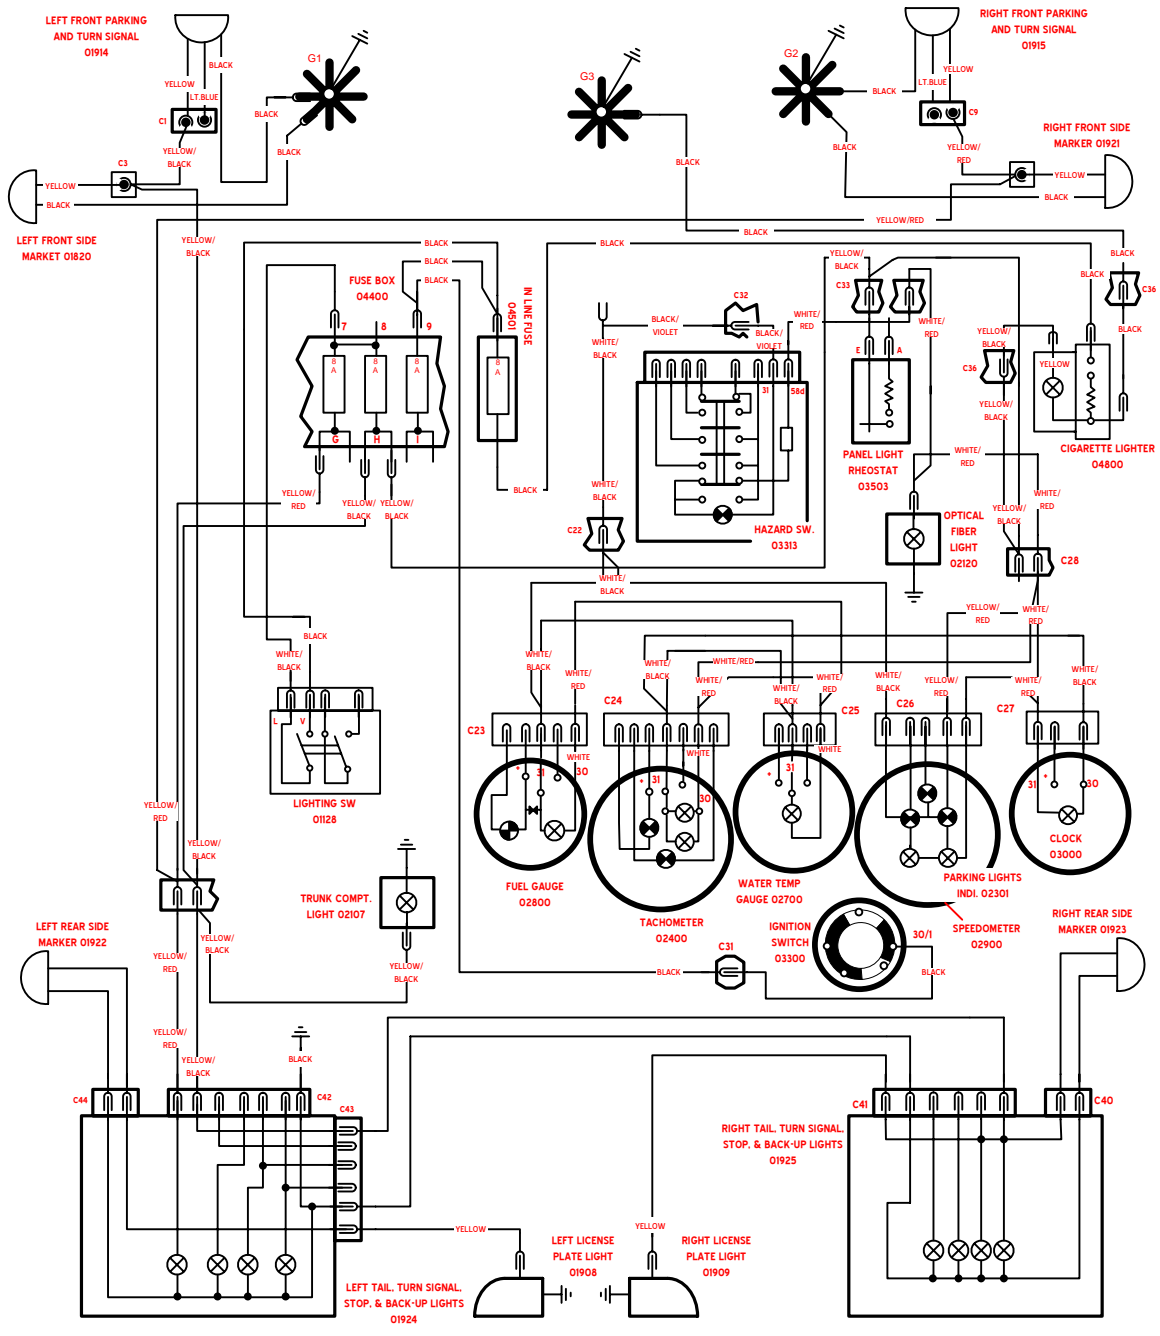 LEFT FRONT PARKING
AND TURN SIGNAL
01914
BLACK
YELLOW
LT.BLUE
C1
YELLOW/
BLACK
C3
YELLOW
BLACK
LEFT FRONT SIDE
MARKET 01820
G1
BLACK
BLACK
G3
BLACK
G2
BLACK
BLACK
RIGHT FRONT PARKING
AND TURN SIGNAL
01915
YELLOW
LT.BLUE
C9
YELLOW/
RED
RIGHT FRONT SIDE
MARKER 01921
YELLOW
BLACK
YELLOW/RED
BLACK
YELLOW/
BLACK
BLACK
BLACK
BLACK
BLACK
FUSE BOX
04400
7
8
9
8
A
8
A
8
A
G
H
I
IN LINE FUSE
04501
8
A
BLACK
YELLOW/
RED
YELLOW/
BLACK
YELLOW/
BLACK
C32
BLACK/
VIOLET
BLACK/
VIOLET
WHITE/
RED
WHITE/
BLACK
31
58d
HAZARD SW.
03313
WHITE/
BLACK
C22
WHITE/
BLACK
YELLOW/
BLACK
C33
WHITE/
RED
E
A
PANEL LIGHT
RHEOSTAT
03503
BLACK
BLACK
C36
BLACK
YELLOW/
BLACK
C36
YELLOW/
BLACK
YELLOW
CIGARETTE LIGHTER
04800
WHITE/
RED
WHITE/
RED
YELLOW/
BLACK
OPTICAL
FIBER
LIGHT
02120
C28
YELLOW/
RED
WHITE/
RED
BLACK
WHITE/
BLACK
L
V
LIGHTING SW
01128
WHITE/
BLACK
WHITE/
RED
C23
WHITE
*
31
30
FUEL GAUGE
02800
C24
WHITE/
BLACK
WHITE/RED
WHITE/
RED
WHITE
*
31
30
TACHOMETER
02400
WHITE/
BLACK
WHITE/
RED
C25
WHITE
*
31
WATER TEMP
GAUGE 02700
WHITE/
BLACK
YELLOW/
RED
C26
PARKING LIGHTS
INDI. 02301
SPEEDOMETER
02900
WHITE/
RED
WHITE/
BLACK
C27
31
*
30
CLOCK
03000
YELLOW/
RED
YELLOW/
BLACK
TRUNK COMPT.
LIGHT 02107
YELLOW/
BLACK
YELLOW/
BLACK
YELLOW/
RED
LEFT REAR SIDE
MARKER 01922
IGNITION
SWITCH
03300
30/1
C31
BLACK
BLACK
RIGHT REAR SIDE
MARKER 01923
YELLOW/
RED
YELLOW/
BLACK
BLACK
C44
C42
C43
YELLOW
LEFT LICENSE
PLATE LIGHT
01908
YELLOW
RIGHT LICENSE
PLATE LIGHT
01909
LEFT TAIL, TURN SIGNAL,
STOP, & BACK-UP LIGHTS
01924
C41
C40
RIGHT TAIL, TURN SIGNAL,
STOP, & BACK-UP LIGHTS
01925